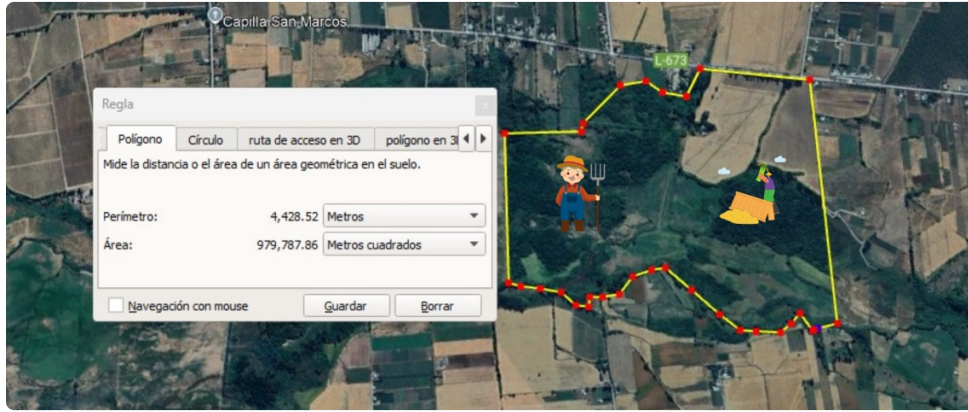 Capilla San Marcos
L-673
Regla
Polígono Círculo ruta de acceso en 3D polígono en 3
Mide la distancia o el área de un área geométrica en el suelo.
Perímetro: 4,428.52 Metros
Área: 979,787.86 Metros cuadrados
Navegación con mouse Guardar Borrar